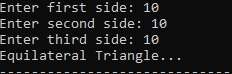 Enter first side: 10
Enter second side: 10
Enter third side: 10
Equilateral Triangle...
--------------------------------